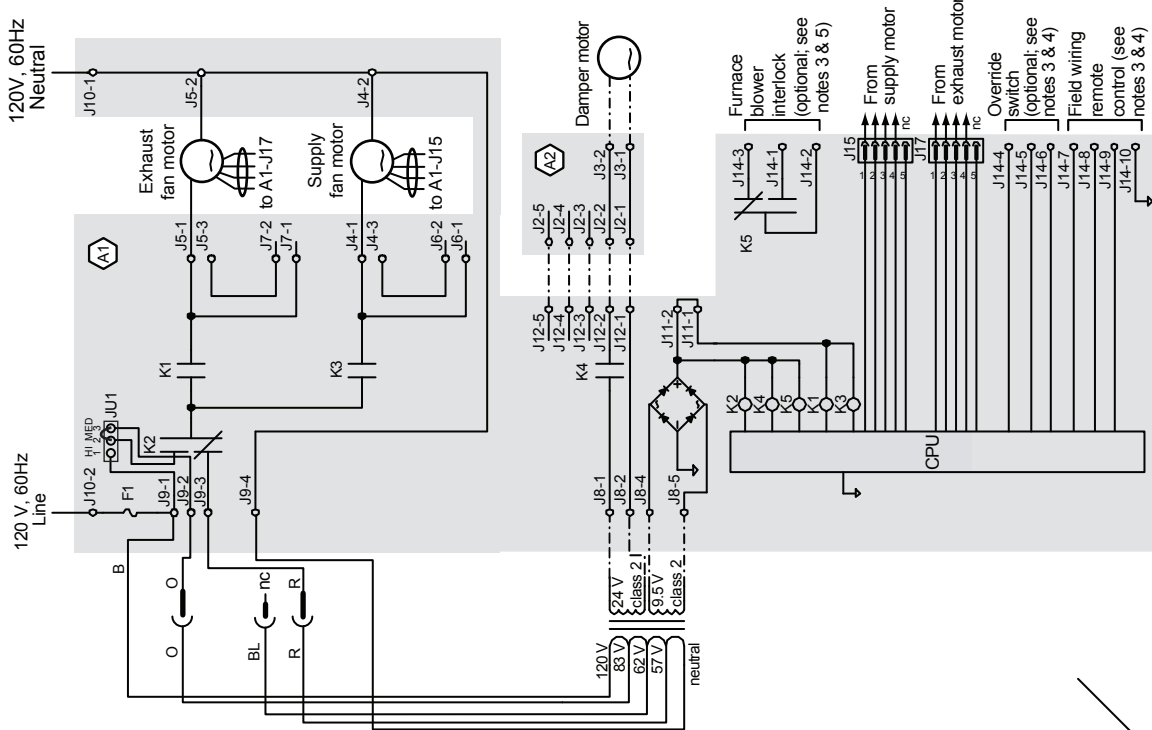 120V, 60Hz
Neutral
J10-1
J5-2
J4-2
Exhaust
fan motor
to A1-J17
Supply
fan motor
to A1-J15
A1
J5-1
J5-3
J7-2
J7-1
J4-1
J4-3
J6-2
J6-1
K1
K3
JU1
HI MED
1 2 3
K2
120 V, 60Hz
Line
J10-2
F1
J9-1
J9-2
J9-3
J9-4
B
O
O
BL
nc
R
R
120 V
83 V
62 V
57 V
neutral
24 V
class 2
9.5 V
class 2
J8-1
J8-2
J8-4
J8-5
Damper motor
A2
J3-2
J3-1
J2-5
J2-4
J2-3
J2-2
J2-1
J12-5
J12-4
J12-3
J12-2
J12-1
K4
J11-2
J11-1
K2
K4
K5
K1
K3
CPU
Furnace
blower
interlock
(optional; see
notes 3 & 5)
J14-3
J14-1
J14-2
K5
From
supply motor
J15
nc
1
2
3
4
5
From
exhaust motor
J17
nc
1
2
3
4
5
Override
switch
(optional; see
notes 3 & 4)
J14-4
J14-5
J14-6
Field wiring
remote
control (see
notes 3 & 4)
J14-7
J14-8
J14-9
J14-10